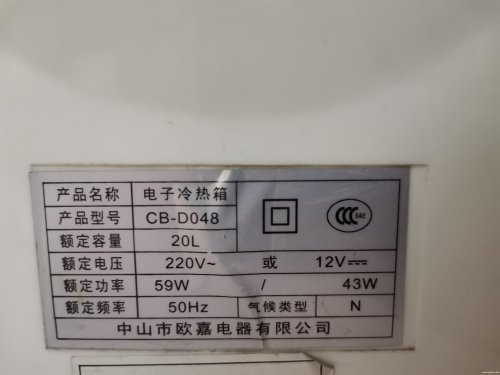 产品名称 电子冷热箱
产品型号 CB-D048
CCC S&E
额定容量 20L
额定电压 220V~ 或 12V⎓
额定功率 59W / 43W
额定频率 50Hz 气候类型 N
中山市欧嘉电器有限公司